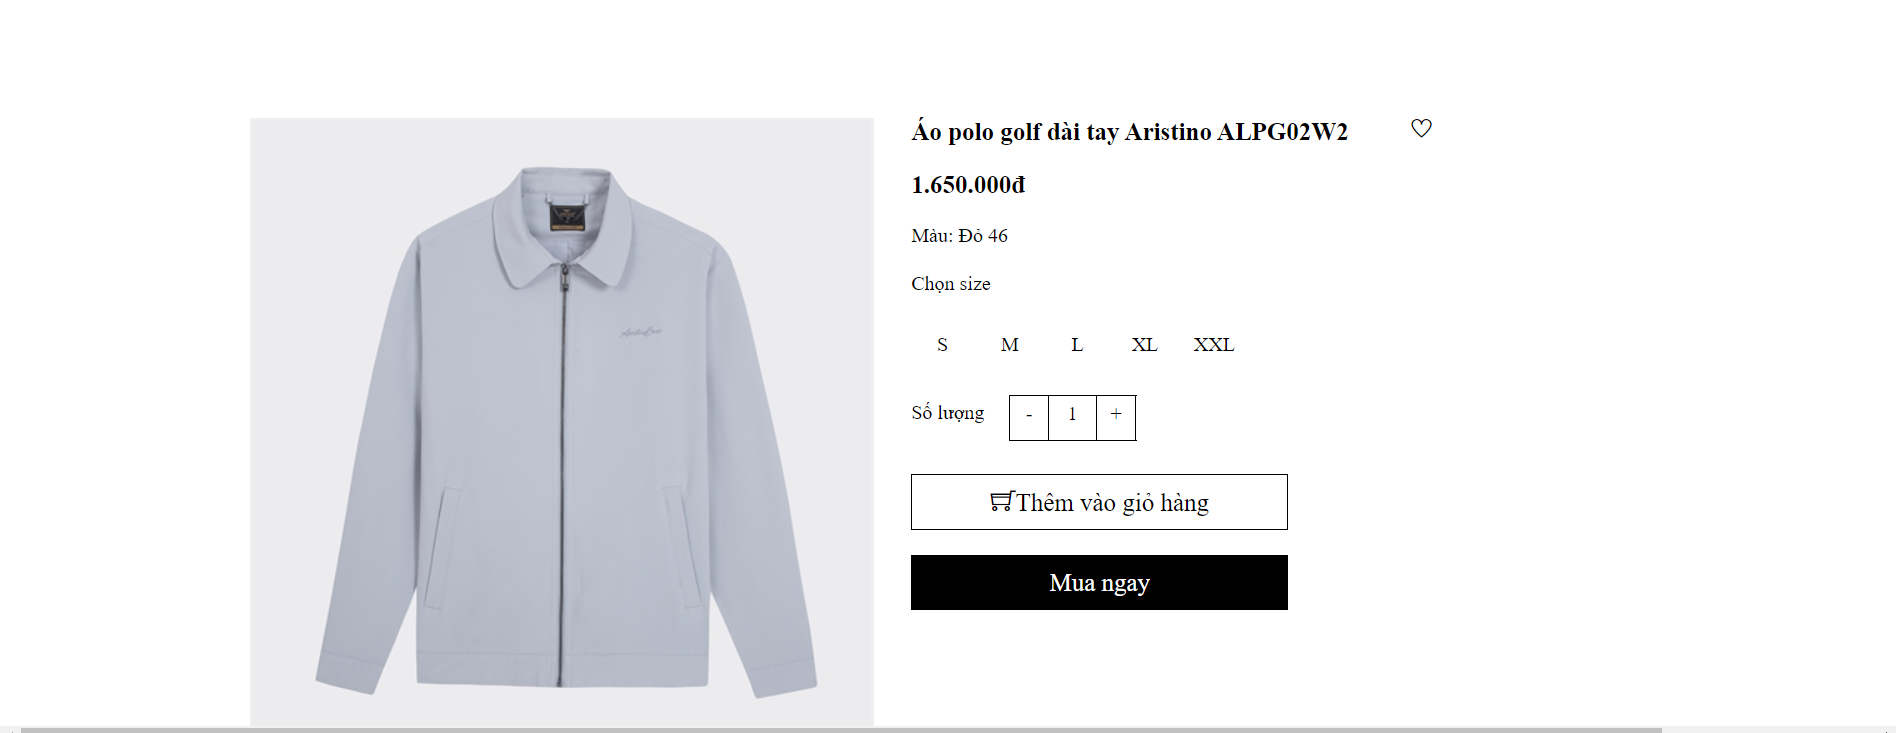 Áo polo golf dài tay Aristino ALPG02W2
1.650.000đ
Màu: Đỏ 46
Chọn size
S M L XL XXL
Số lượng - 1 +
Thêm vào giỏ hàng
Mua ngay